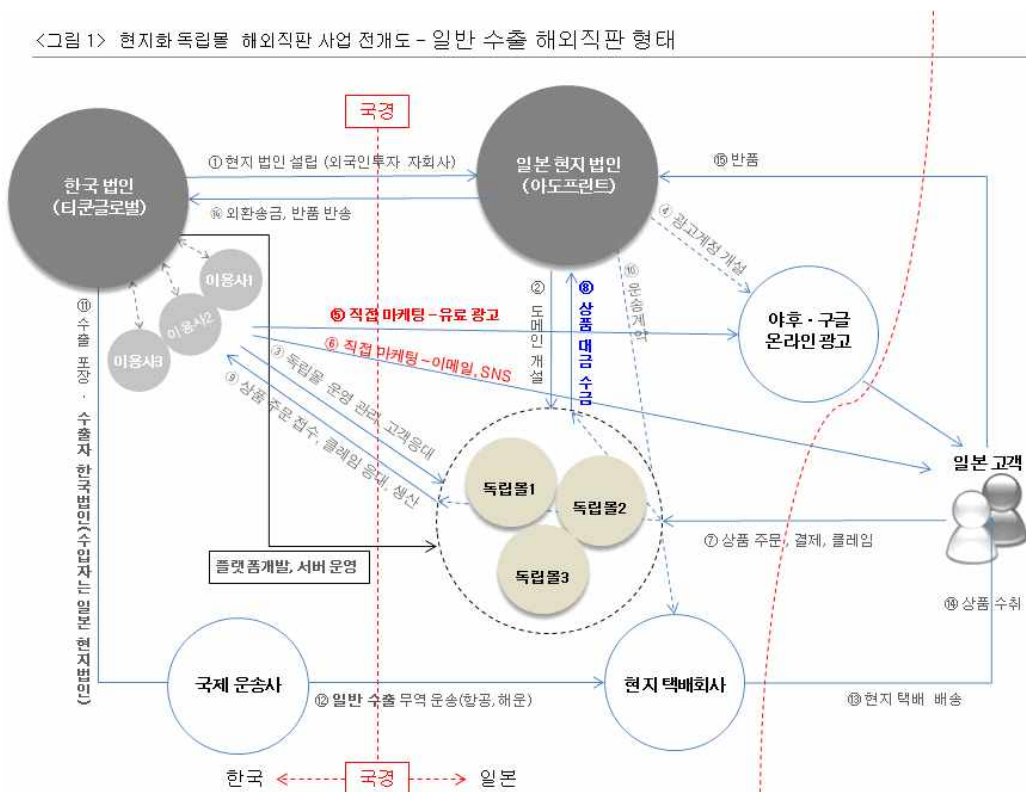 <그림 1> 현지화 독립몰 해외직판 사업 전개도 – 일반 수출 해외직판 형태
국경
한국 법인
(티쿤글로벌)
① 현지 법인 설립 (외국인투자 자회사)
⑭ 외환송금, 반품 반송
일본 현지 법인
(아도프린트)
⑮ 반품
④ 광고계정 개설
⑩ 운송계약
② 도메인 개설
⑧ 상품 대금 수금
이용사1
이용사2
이용사3
⑤ 직접 마케팅 – 유료 광고
⑥ 직접 마케팅 – 이메일, SNS
③ 독립몰 운영 관리, 고객응대
⑨ 상품 주문 접수, 클레임 응대, 생산
야후 · 구글
온라인 광고
⑪ 수출 포장 · 수출자 한국법인(수입자는 일본 현지법인)
일본 고객
독립몰1
독립몰2
독립몰3
⑦ 상품 주문, 결제, 클레임
플랫폼개발, 서버 운영
⑭ 상품 수취
국제 운송사
⑫ 일반 수출 무역 운송(항공,해운)
현지 택배회사
⑬ 현지 택배 배송
한국
국경
일본